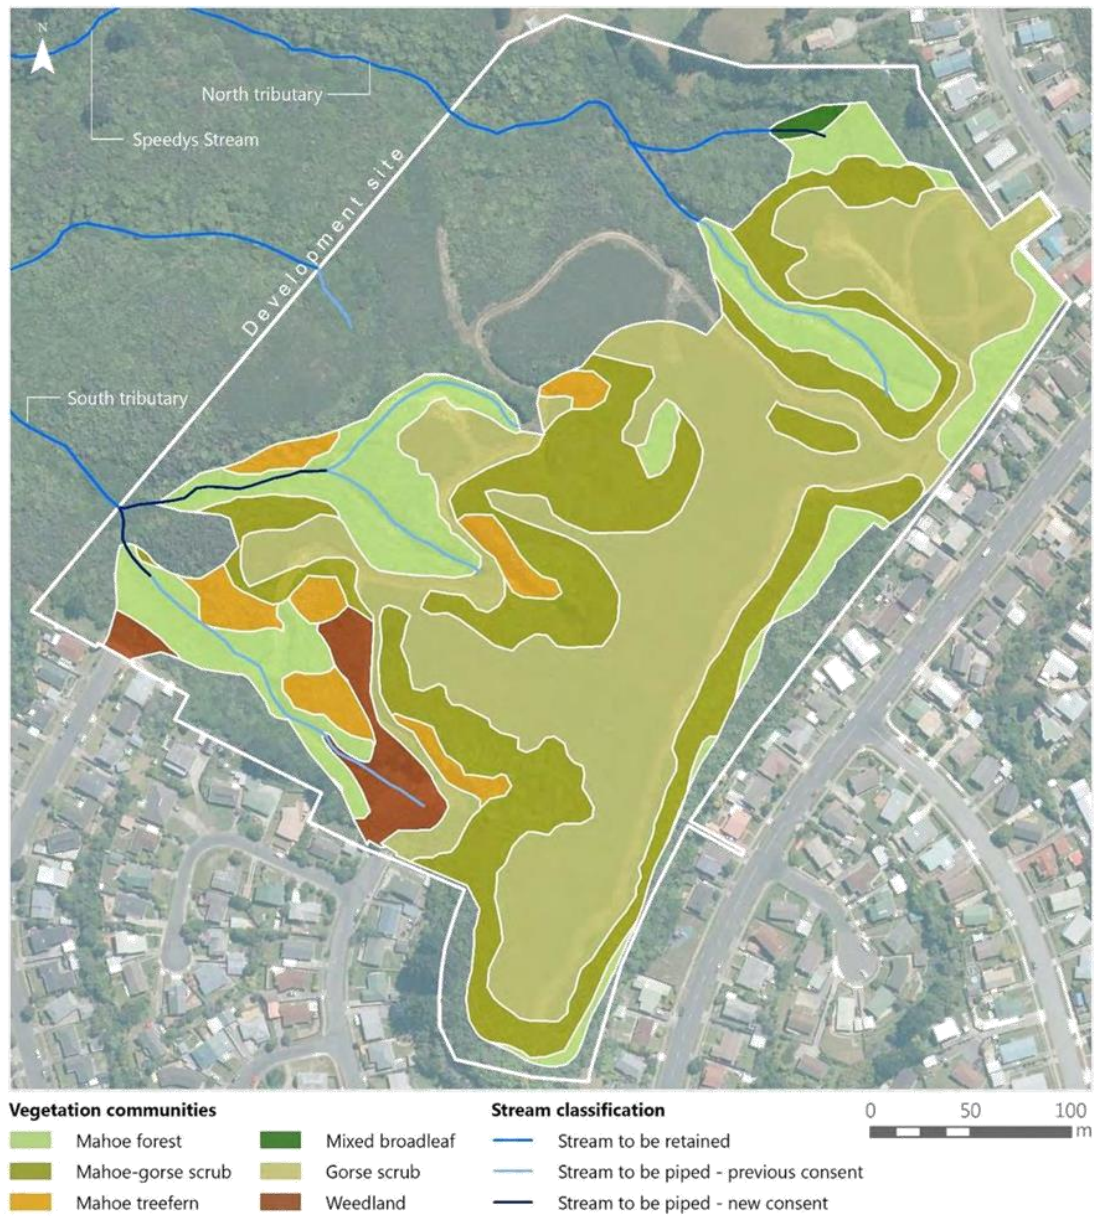 N
North tributary
Speedys Stream
Development site
South tributary
Vegetation communities
Mahoe forest
Mahoe-gorse scrub
Mahoe treefern
Mixed broadleaf
Gorse scrub
Weedland
Stream classification
Stream to be retained
Stream to be piped - previous consent
Stream to be piped - new consent
0 50 100
m